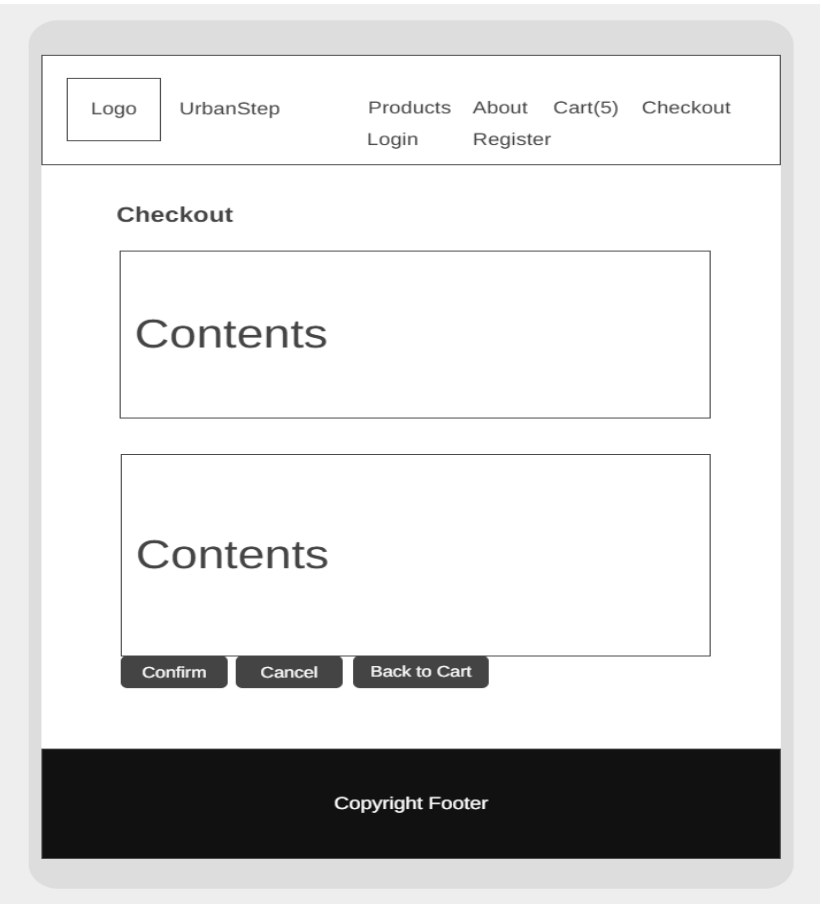 Logo UrbanStep Products About Cart(5) Checkout
Login Register
Checkout
Contents
Contents
Confirm Cancel Back to Cart
Copyright Footer